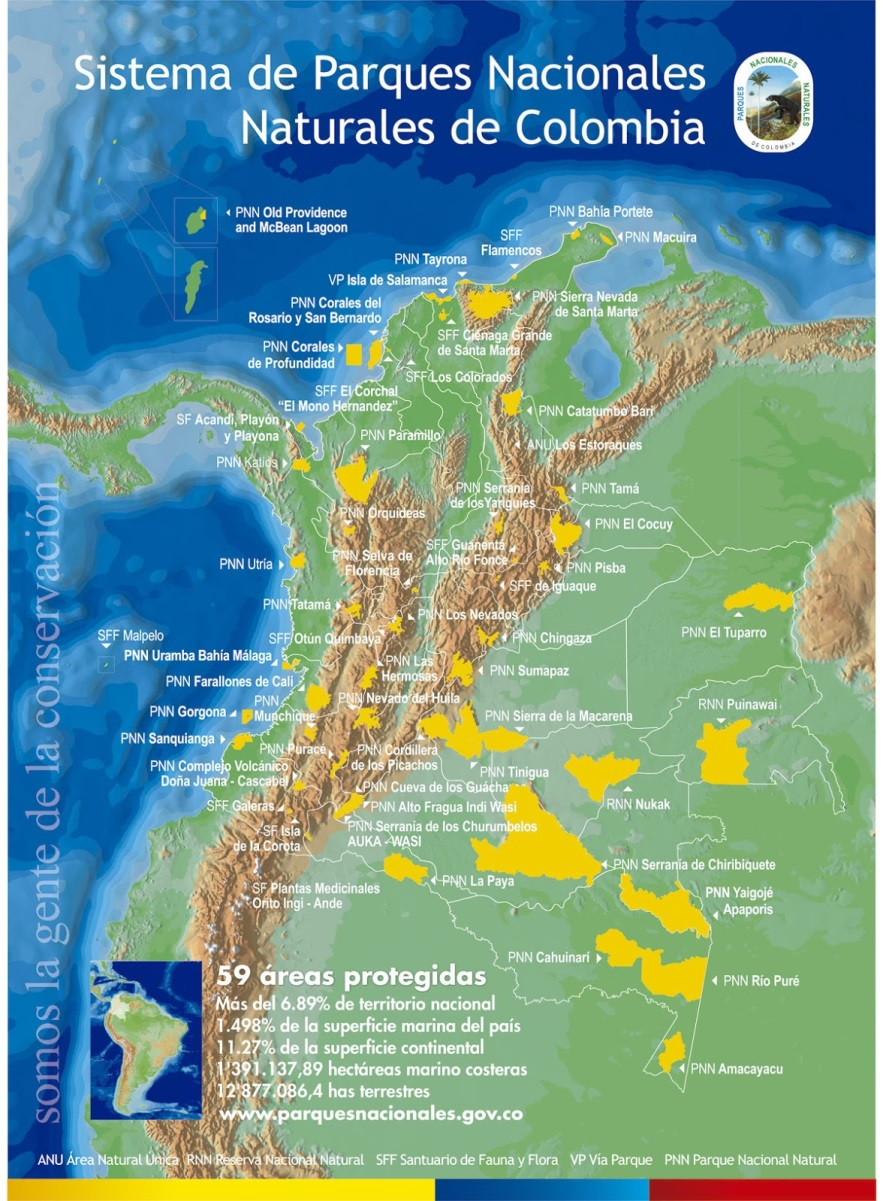 Sistema de Parques Nacionales
Naturales de Colombia
PARQUES
NACIONALES
NATURALES
DE COLOMBIA
PNN Old Providence
and McBean Lagoon
PNN Bahía Portete
PNN Macuira
SFF
Flamencos
PNN Tayrona
VP Isla de Salamanca
PNN Sierra Nevada
de Santa Marta
PNN Corales del
Rosario y San Bernardo
SFF Ciénaga Grande
de Santa Marta
PNN Corales
de Profundidad
SFF Los Colorados
SFF El Corchal
“El Mono Hernandez”
PNN Catatumbo Bari
SF Acandí, Playón
y Playona
PNN Paramillo
ANU Los Estoraques
PNN Katios
PNN Serranía
de los Yariguíes
PNN Tamá
PNN Orquideas
PNN El Cocuy
SFF Guanentá
Alto Río Fonce
PNN Selva de
Florencia
PNN Utría
PNN Pisba
SFF de Iguaque
PNN Tatamá
PNN Los Nevados
PNN El Tuparro
SFF Otún Quimbaya
PNN Chingaza
SFF Malpelo
PNN Uramba Bahía Málaga
PNN Las
Hermosas
PNN Sumapaz
PNN Farallones de Cali
PNN
Munchique
PNN Nevado del Huila
RNN Puinawai
PNN Gorgona
PNN Sierra de la Macarena
PNN Sanquianga
PNN Puracé
PNN Cordillera
de los Picachos
PNN Complejo Volcánico
Doña Juana - Cascabel
PNN Tinigua
PNN Cueva de los Guácha
SFF Galeras
PNN Alto Fragua Indi Wasi
RNN Nukak
PNN Serranía de los Churumbelos
AUKA - WASI
SF Isla
de la Corota
PNN Serranía de Chiribiquete
PNN La Paya
SF Plantas Medicinales
Orito Ingi - Ande
PNN Yaigojé
Apaporis
PNN Cahuinarí
PNN Río Puré
PNN Amacayacu
somos la gente de la conservación
59 áreas protegidas
Más del 6.89% de territorio nacional
1.498% de la superficie marina del país
11.27% de la superficie continental
1'391.137,89 hectáreas marino costeras
12'877.086,4 has terrestres
www.parquesnacionales.gov.co
ANU Área Natural Única RNN Reserva Nacional Natural SFF Santuario de Fauna y Flora VP Vía Parque PNN Parque Nacional Natural